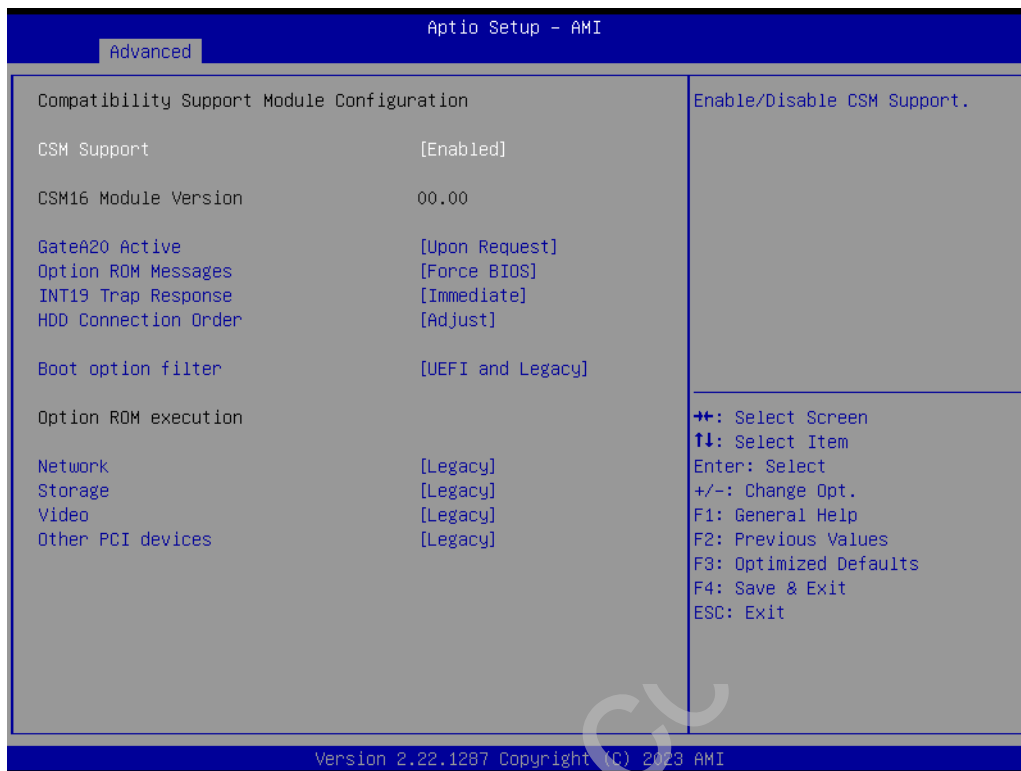 Aptio Setup – AMI
Advanced
Compatibility Support Module Configuration
CSM Support [Enabled]
CSM16 Module Version 00.00
GateA20 Active [Upon Request]
Option ROM Messages [Force BIOS]
INT19 Trap Response [Immediate]
HDD Connection Order [Adjust]
Boot option filter [UEFI and Legacy]
Option ROM execution
Network [Legacy]
Storage [Legacy]
Video [Legacy]
Other PCI devices [Legacy]
Enable/Disable CSM Support.
→←: Select Screen
↑↓: Select Item
Enter: Select
+/-: Change Opt.
F1: General Help
F2: Previous Values
F3: Optimized Defaults
F4: Save & Exit
ESC: Exit
Version 2.22.1287 Copyright (C) 2023 AMI